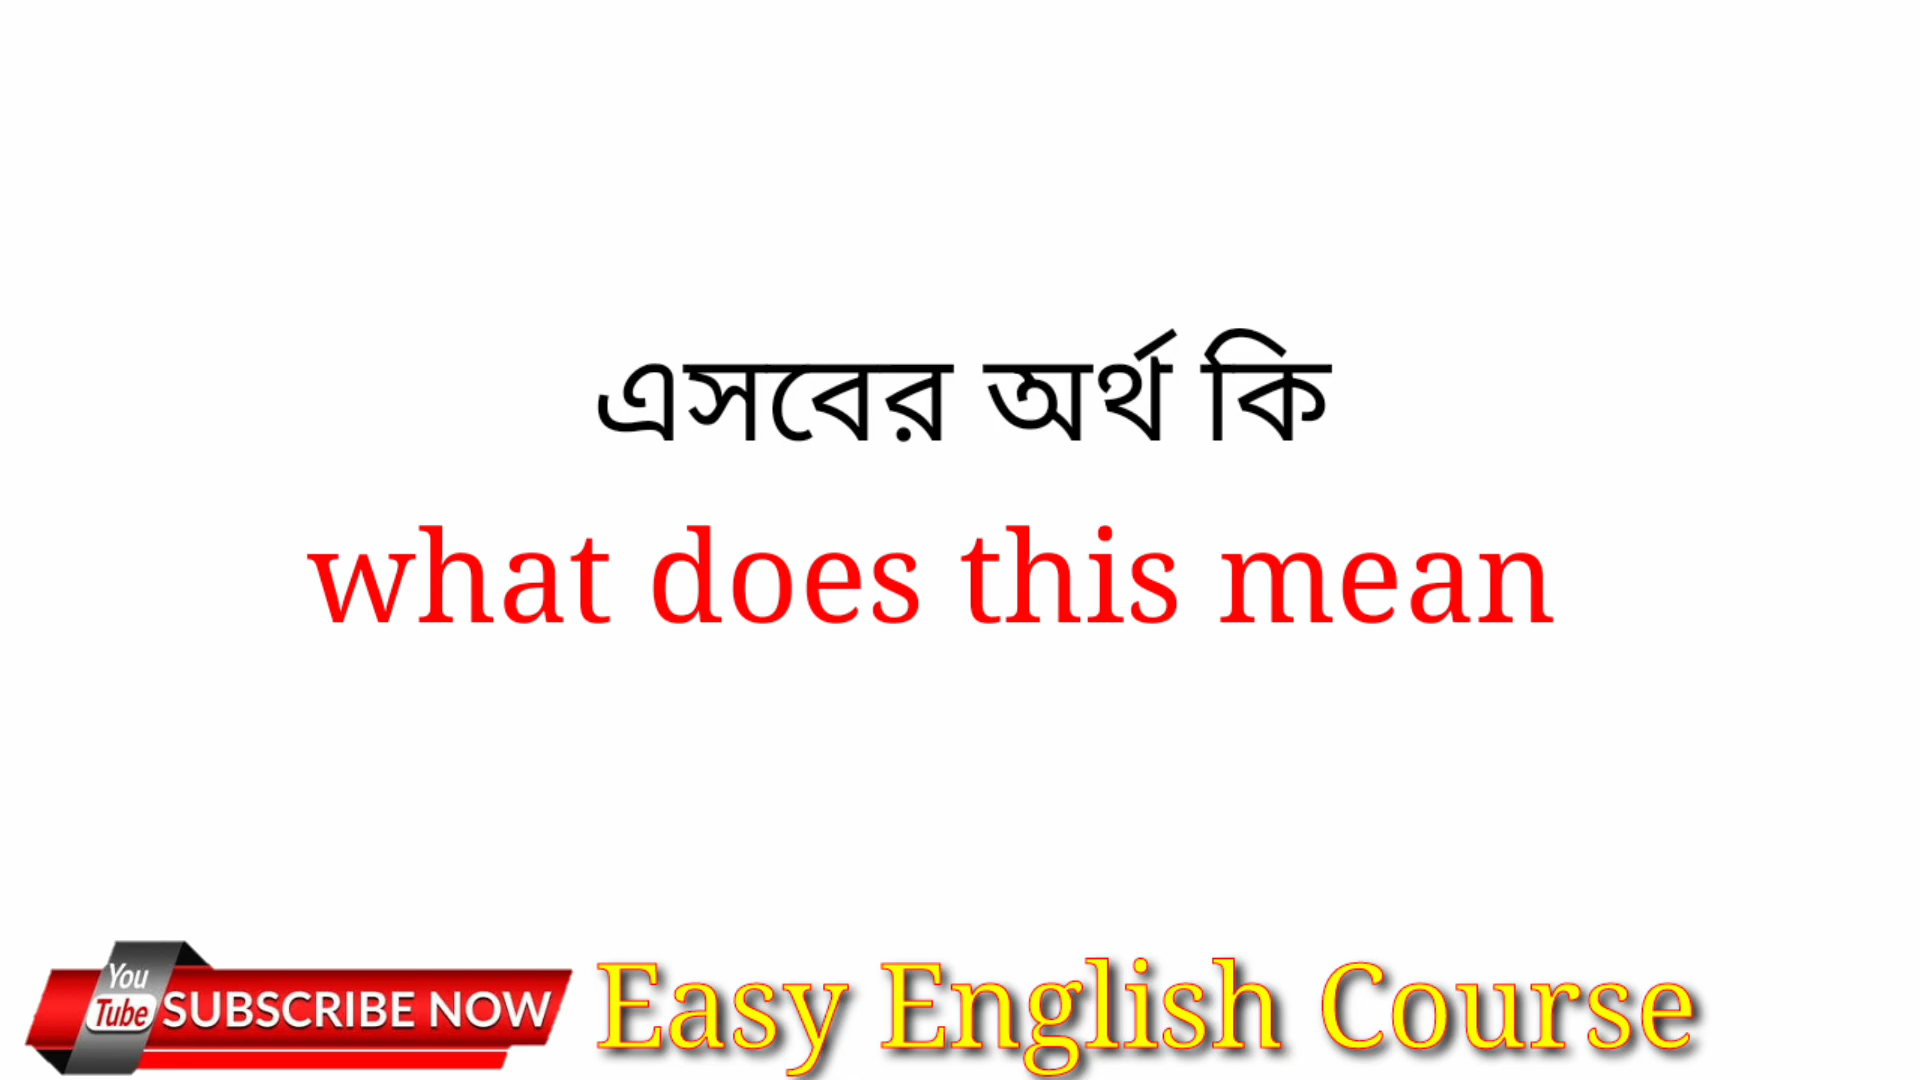 এসবের অর্থ কি
what does this mean
You
Tube SUBSCRIBE NOW
Easy English Course